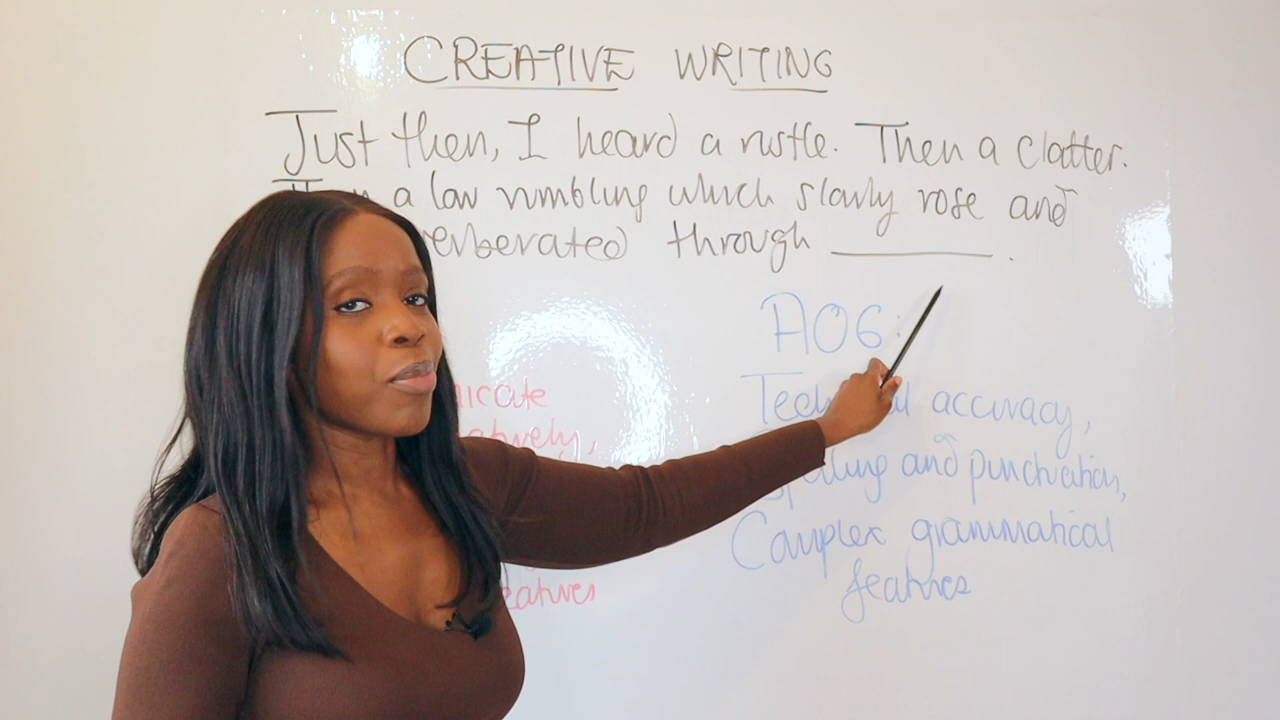 CREATIVE WRITING
Just then, I heard a rustle. Then a clatter.
a low rumbling which slowly rose and
through ______.
AO6:
accuracy,
and punctuation,
Complex grammatical
features